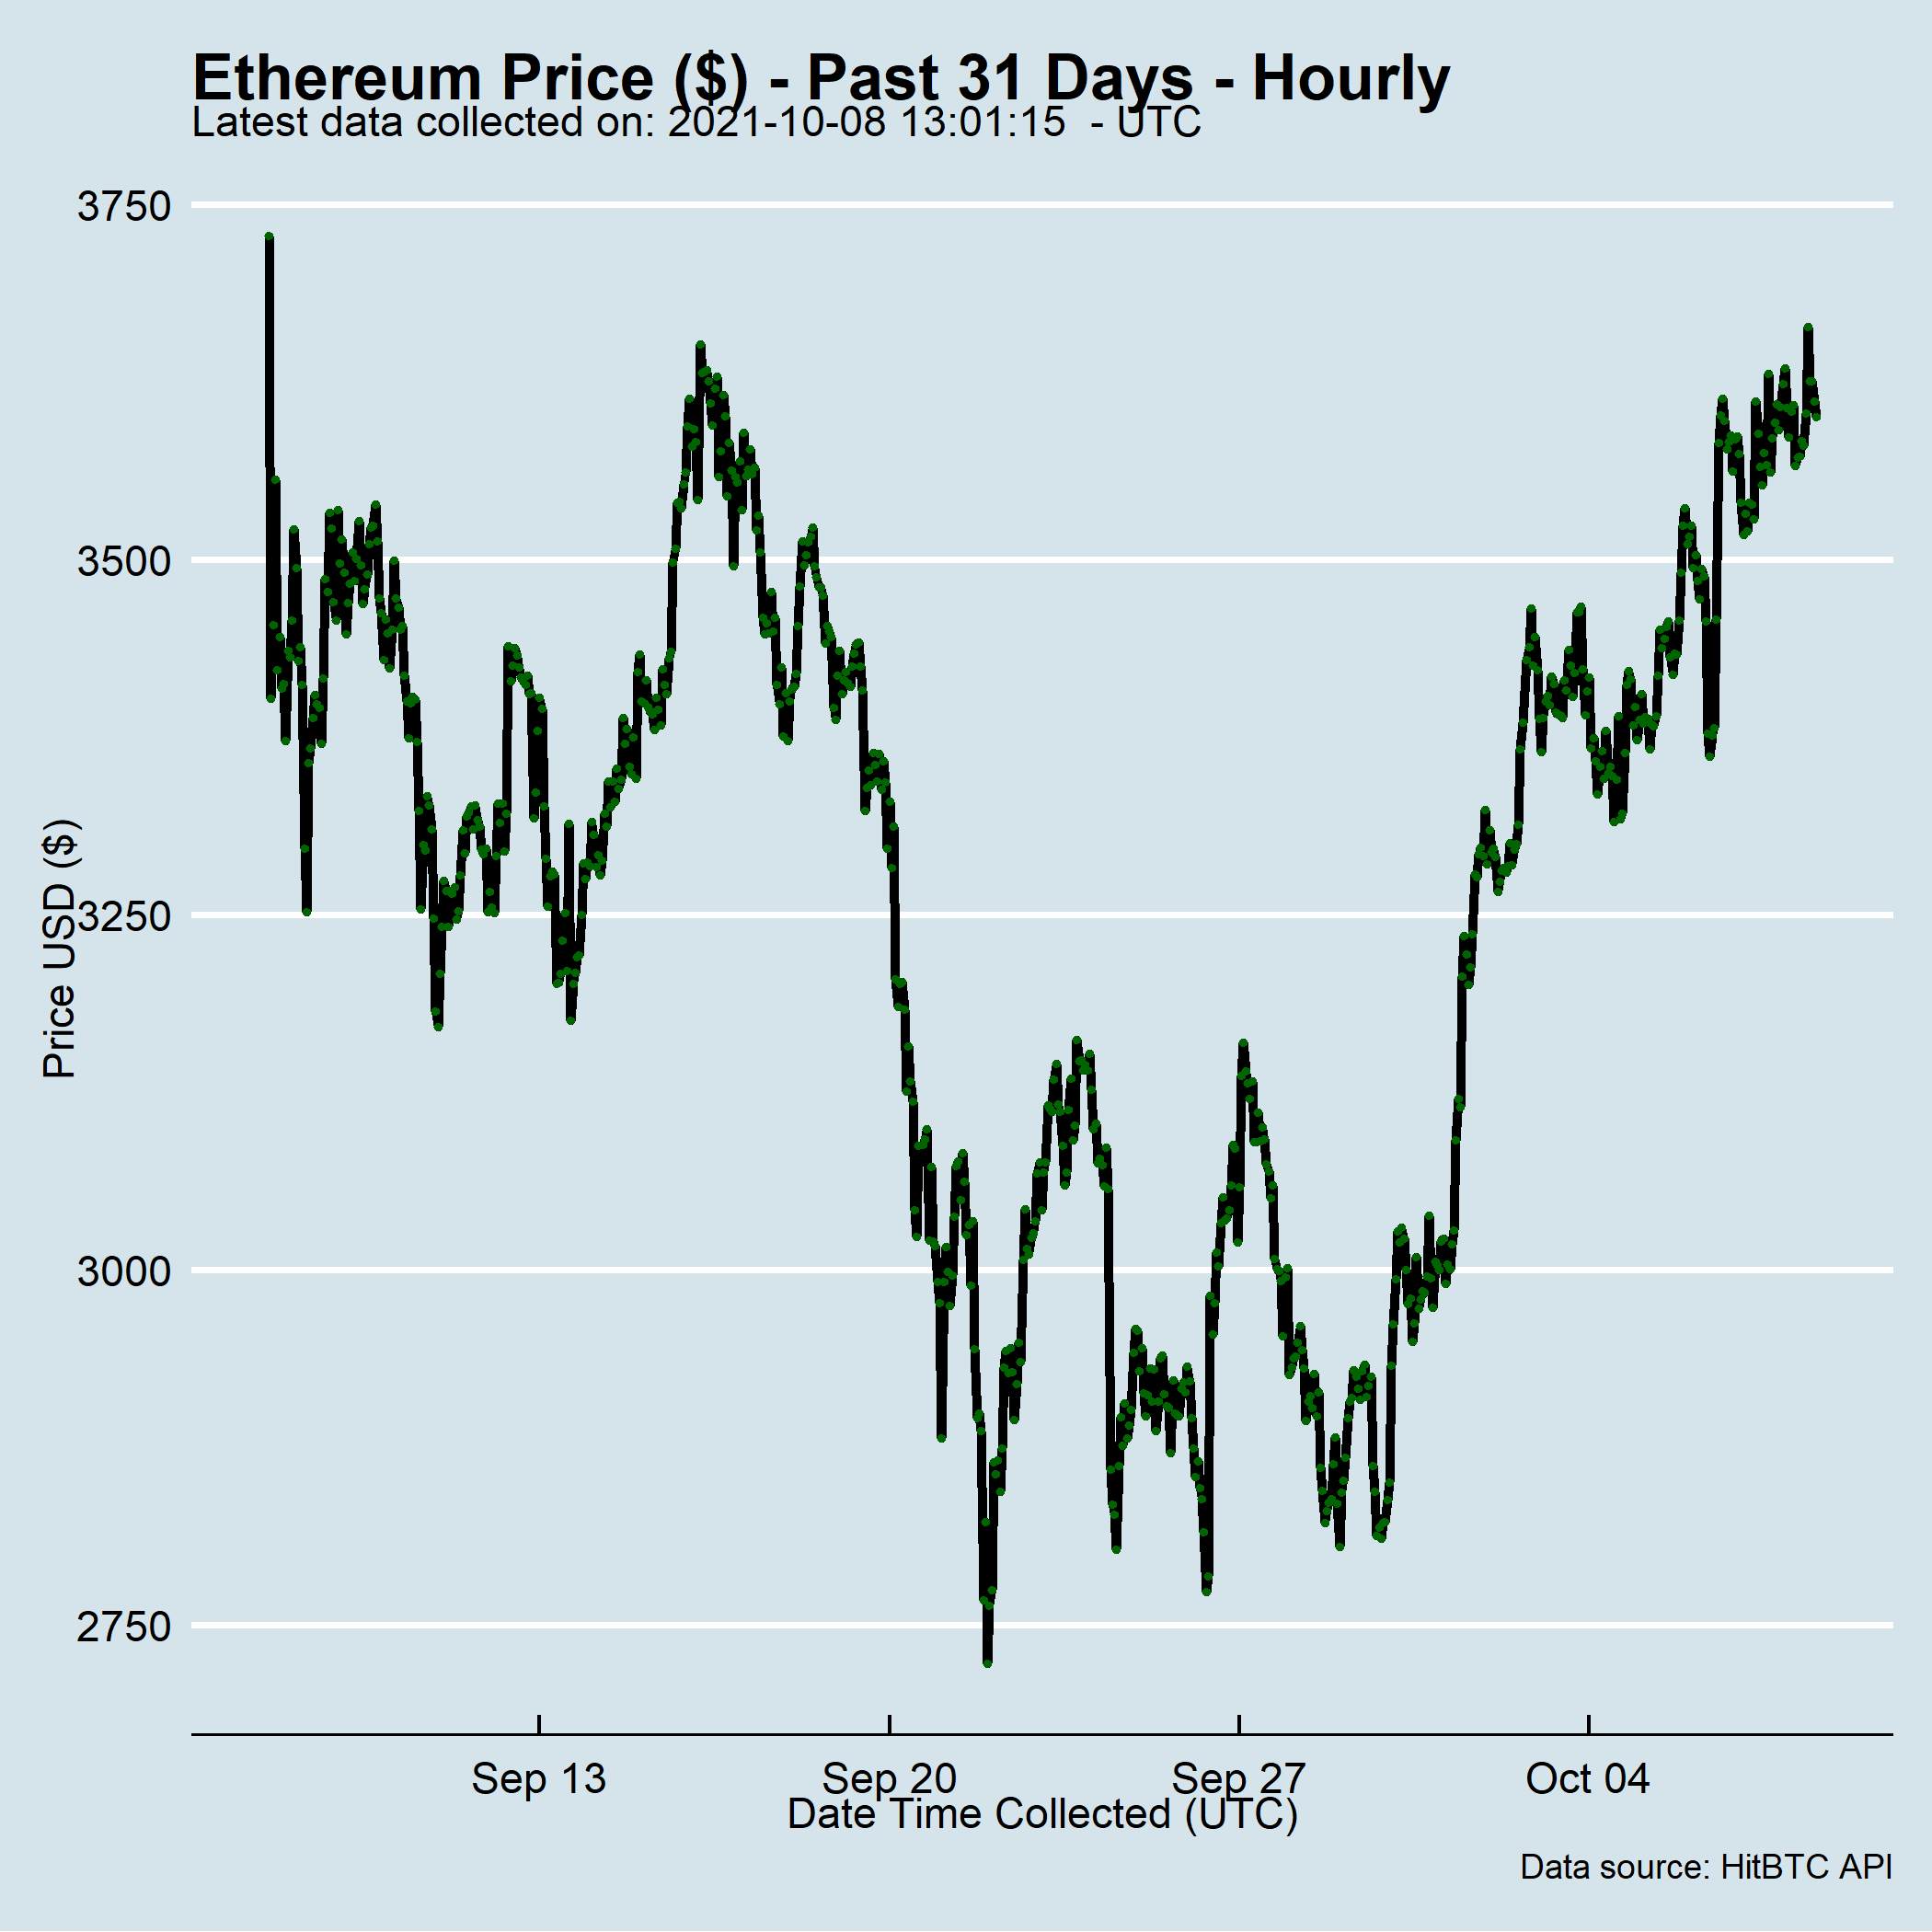 Ethereum Price ($) - Past 31 Days - Hourly
Latest data collected on: 2021-10-08 13:01:15  - UTC
3750
3500
3250
3000
2750
Price USD ($)
Sep 13
Sep 20
Sep 27
Oct 04
Date Time Collected (UTC)
Data source: HitBTC API